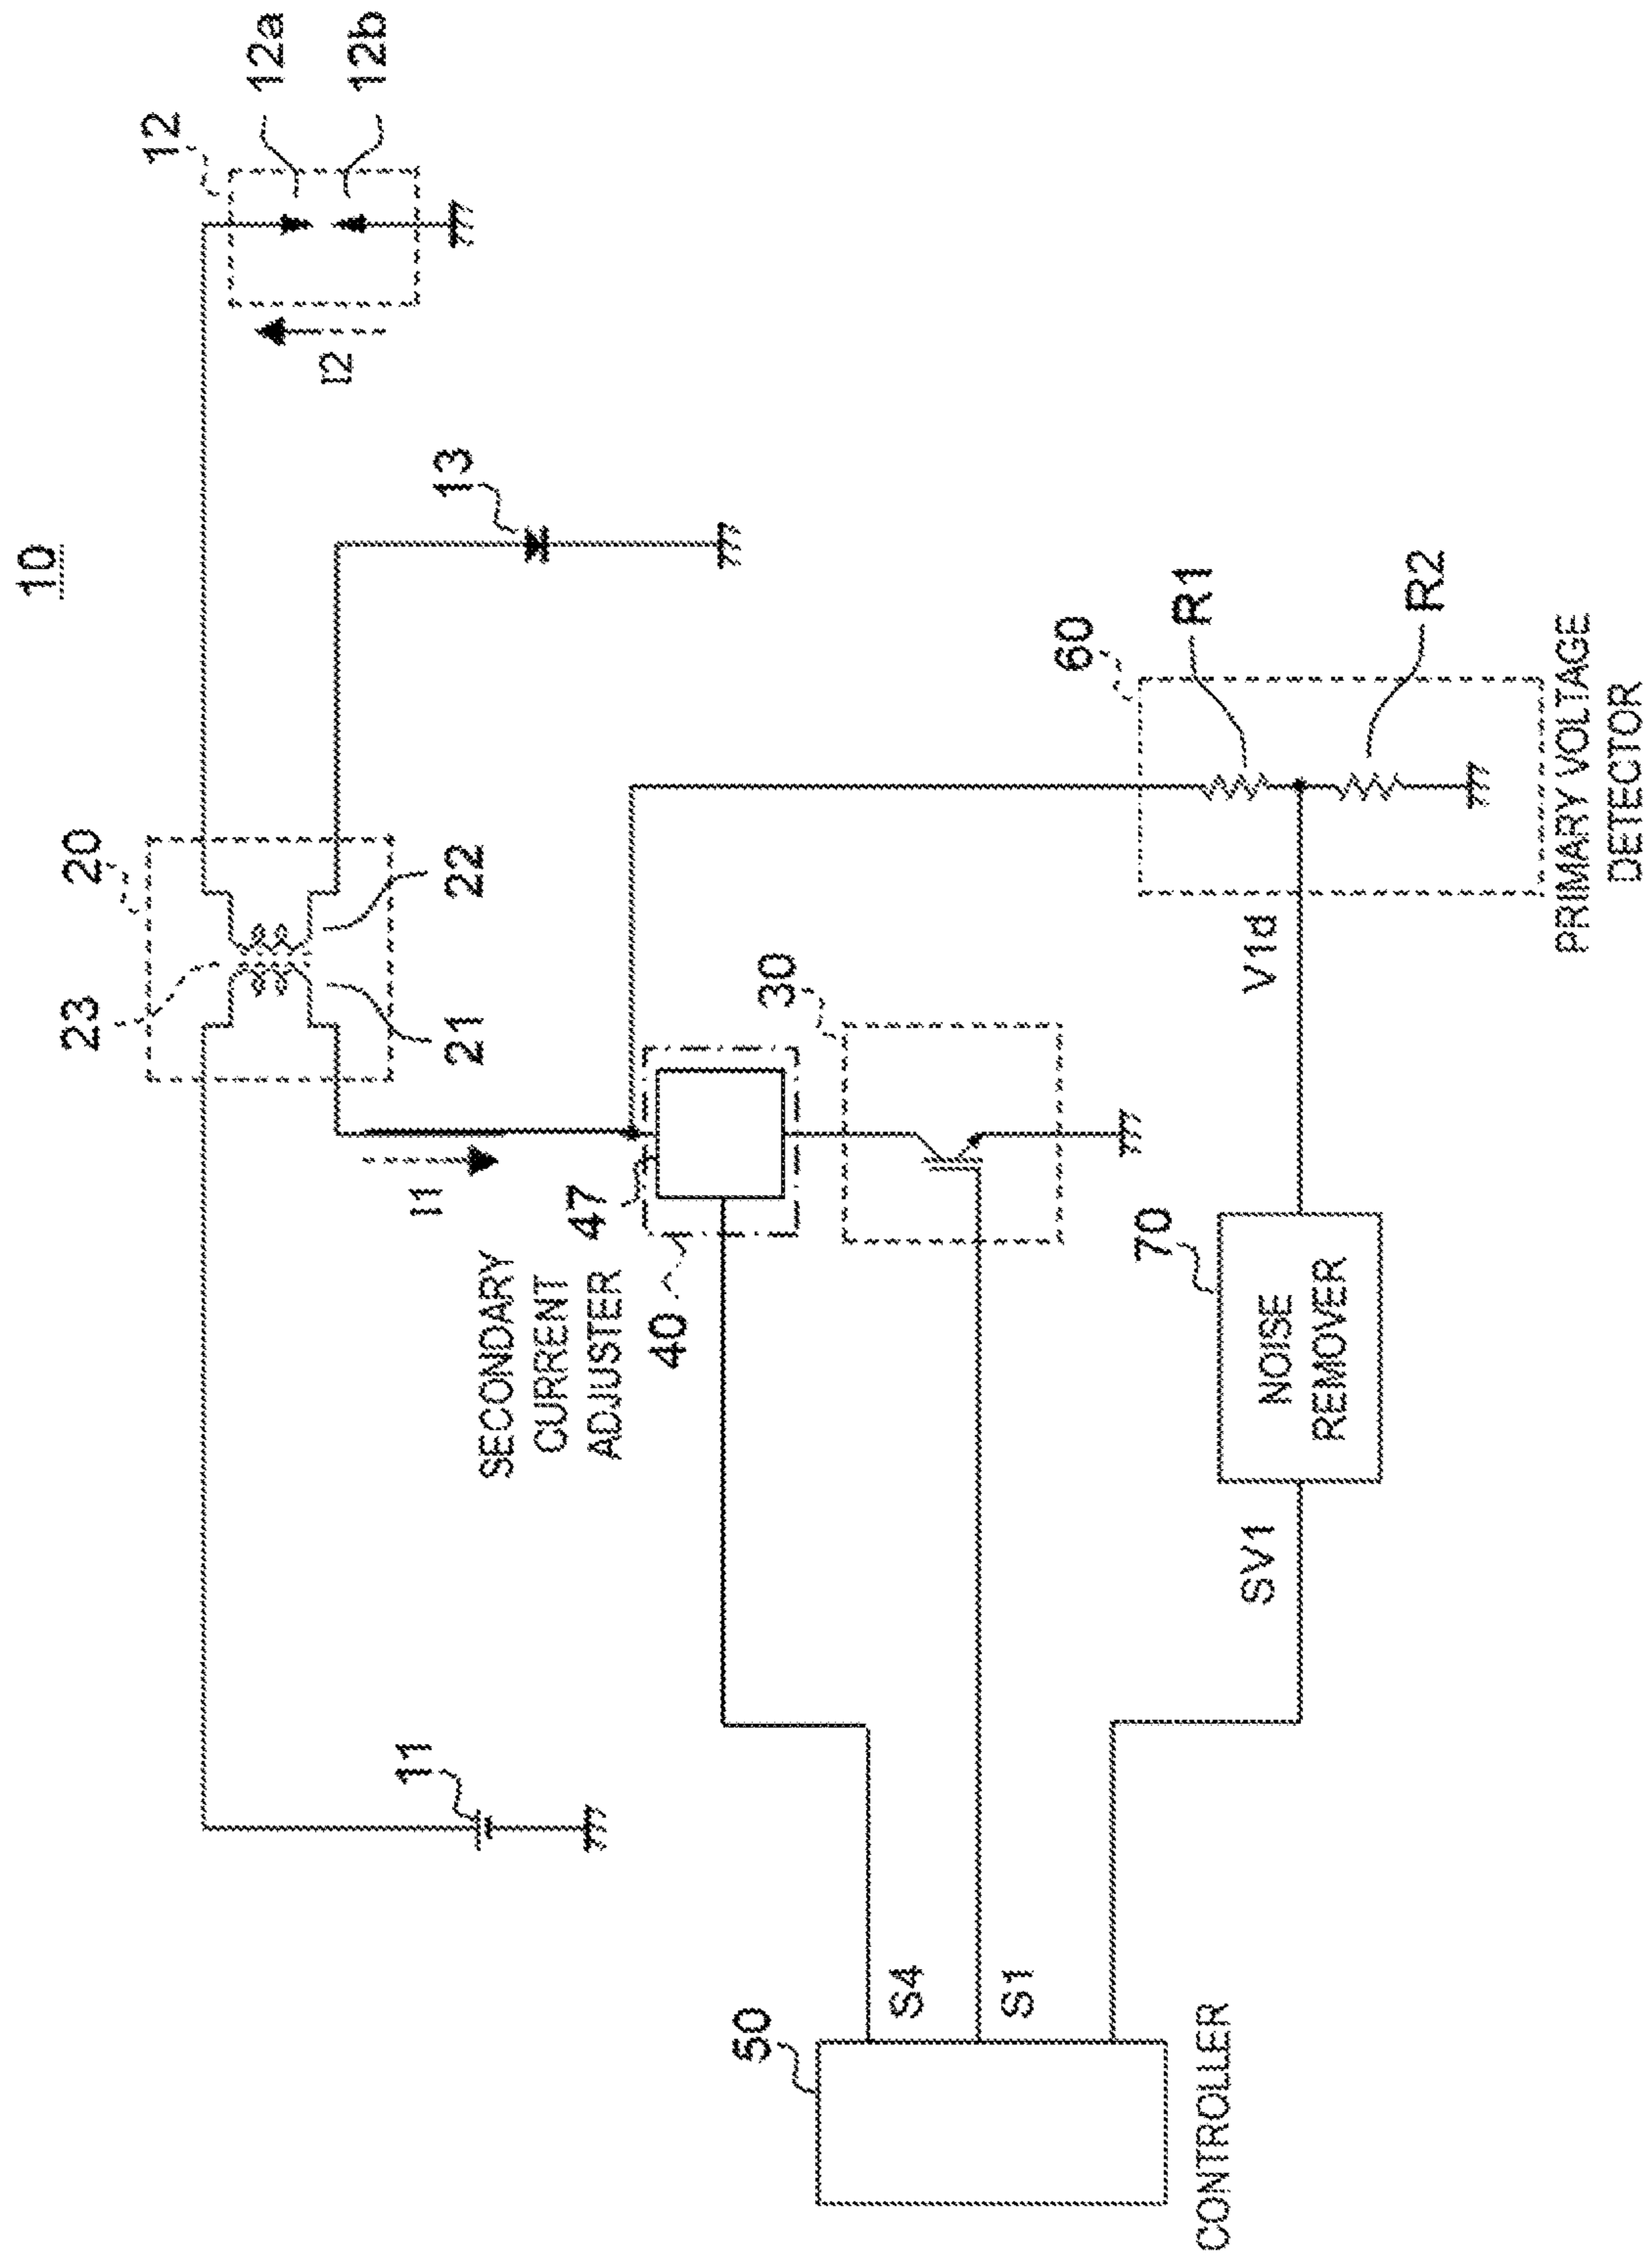 10
12
12a
12b
I2
13
20
23
22
21
I1
11
SECONDARY
CURRENT
ADJUSTER
47
40
30
60
R1
R2
PRIMARY VOLTAGE
DETECTOR
V1d
70
NOISE
REMOVER
SV1
50
S4
S1
CONTROLLER